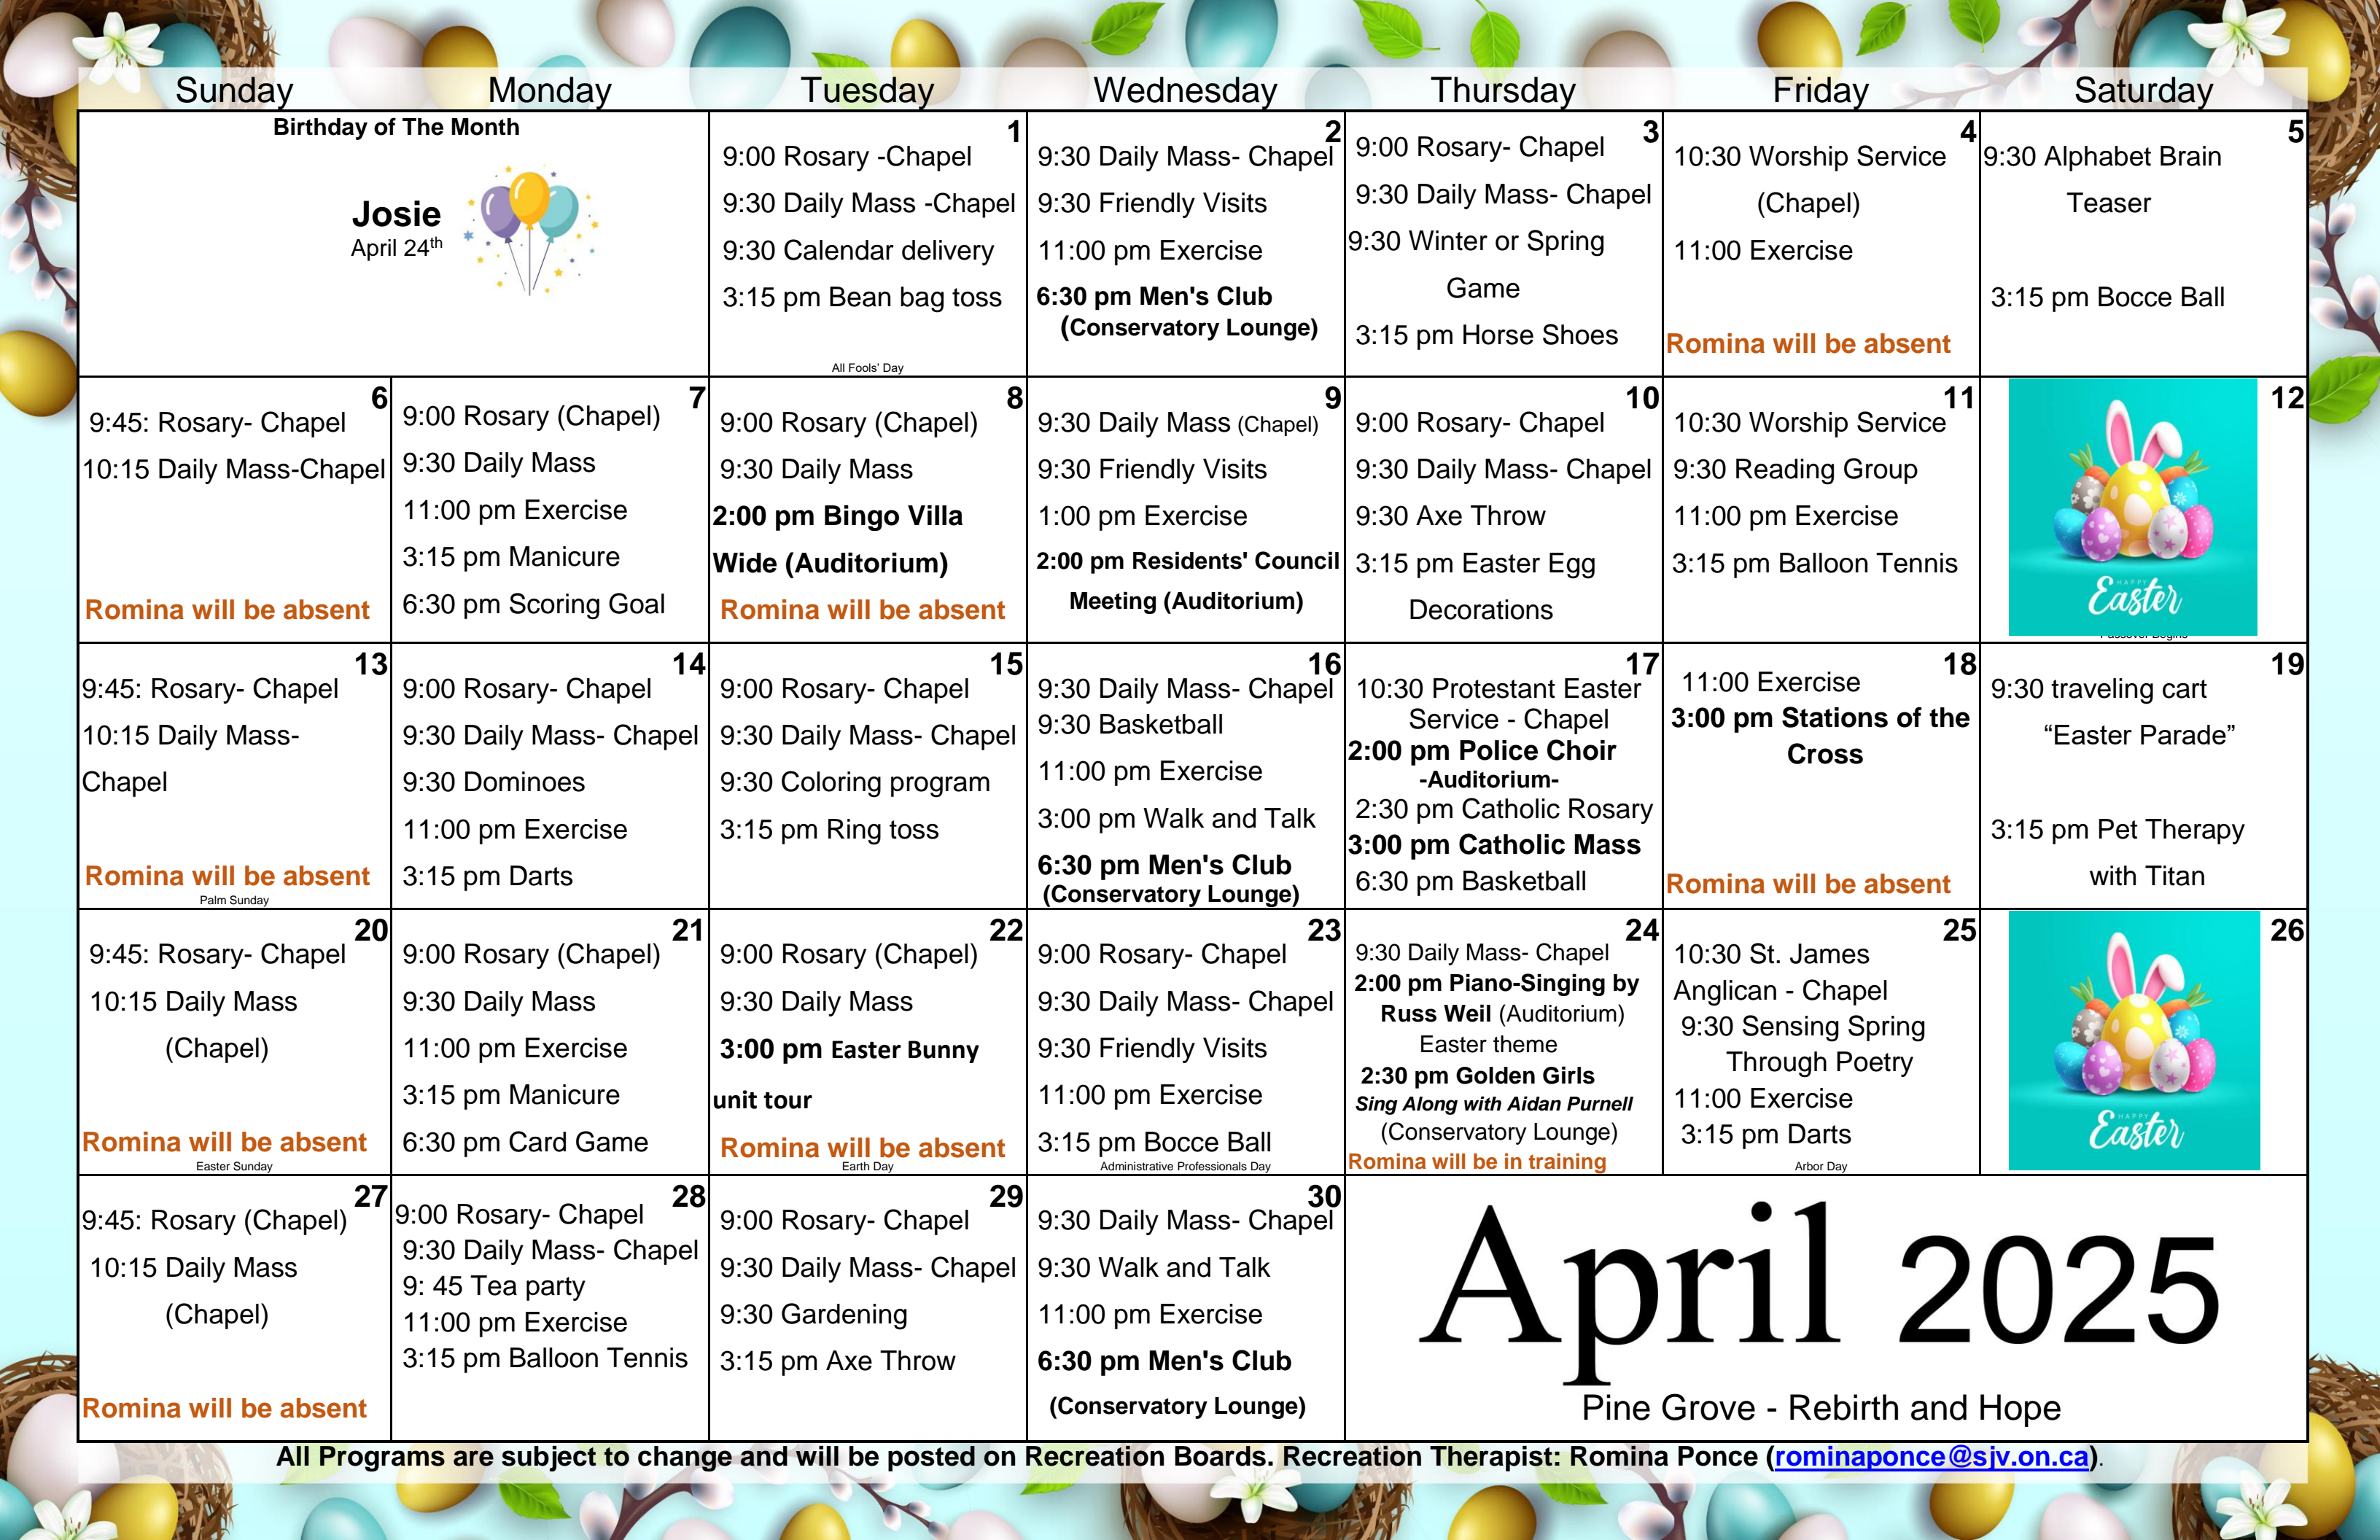 Sunday Monday Tuesday Wednesday Thursday Friday Saturday
Birthday of The Month
Josie
April 24th
1
9:00 Rosary -Chapel
9:30 Daily Mass -Chapel
9:30 Calendar delivery
3:15 pm Bean bag toss
All Fools' Day
2
9:30 Daily Mass- Chapel
9:30 Friendly Visits
11:00 pm Exercise
6:30 pm Men's Club
(Conservatory Lounge)
3
9:00 Rosary- Chapel
9:30 Daily Mass- Chapel
9:30 Winter or Spring
Game
3:15 pm Horse Shoes
4
10:30 Worship Service
(Chapel)
11:00 Exercise
Romina will be absent
5
9:30 Alphabet Brain
Teaser
3:15 pm Bocce Ball
6
9:45: Rosary- Chapel
10:15 Daily Mass-Chapel
Romina will be absent
7
9:00 Rosary (Chapel)
9:30 Daily Mass
11:00 pm Exercise
3:15 pm Manicure
6:30 pm Scoring Goal
8
9:00 Rosary (Chapel)
9:30 Daily Mass
2:00 pm Bingo Villa
Wide (Auditorium)
Romina will be absent
9
9:30 Daily Mass (Chapel)
9:30 Friendly Visits
1:00 pm Exercise
2:00 pm Residents' Council
Meeting (Auditorium)
10
9:00 Rosary- Chapel
9:30 Daily Mass- Chapel
9:30 Axe Throw
3:15 pm Easter Egg
Decorations
11
10:30 Worship Service
9:30 Reading Group
11:00 pm Exercise
3:15 pm Balloon Tennis
12
HAPPY
Easter
Passover Begins
13
9:45: Rosary- Chapel
10:15 Daily Mass-
Chapel
Romina will be absent
Palm Sunday
14
9:00 Rosary- Chapel
9:30 Daily Mass- Chapel
9:30 Dominoes
11:00 pm Exercise
3:15 pm Darts
15
9:00 Rosary- Chapel
9:30 Daily Mass- Chapel
9:30 Coloring program
3:15 pm Ring toss
16
9:30 Daily Mass- Chapel
9:30 Basketball
11:00 pm Exercise
3:00 pm Walk and Talk
6:30 pm Men's Club
(Conservatory Lounge)
17
10:30 Protestant Easter
Service - Chapel
2:00 pm Police Choir
-Auditorium-
2:30 pm Catholic Rosary
3:00 pm Catholic Mass
6:30 pm Basketball
18
11:00 Exercise
3:00 pm Stations of the
Cross
Romina will be absent
19
9:30 traveling cart
“Easter Parade”
3:15 pm Pet Therapy
with Titan
20
9:45: Rosary- Chapel
10:15 Daily Mass
(Chapel)
Romina will be absent
Easter Sunday
21
9:00 Rosary (Chapel)
9:30 Daily Mass
11:00 pm Exercise
3:15 pm Manicure
6:30 pm Card Game
22
9:00 Rosary (Chapel)
9:30 Daily Mass
3:00 pm Easter Bunny
unit tour
Romina will be absent
Earth Day
23
9:00 Rosary- Chapel
9:30 Daily Mass- Chapel
9:30 Friendly Visits
11:00 pm Exercise
3:15 pm Bocce Ball
Administrative Professionals Day
24
9:30 Daily Mass- Chapel
2:00 pm Piano-Singing by
Russ Weil (Auditorium)
Easter theme
2:30 pm Golden Girls
Sing Along with Aidan Purnell
(Conservatory Lounge)
Romina will be in training
25
10:30 St. James
Anglican - Chapel
9:30 Sensing Spring
Through Poetry
11:00 Exercise
3:15 pm Darts
Arbor Day
26
HAPPY
Easter
27
9:45: Rosary (Chapel)
10:15 Daily Mass
(Chapel)
Romina will be absent
28
9:00 Rosary- Chapel
9:30 Daily Mass- Chapel
9: 45 Tea party
11:00 pm Exercise
3:15 pm Balloon Tennis
29
9:00 Rosary- Chapel
9:30 Daily Mass- Chapel
9:30 Gardening
3:15 pm Axe Throw
30
9:30 Daily Mass- Chapel
9:30 Walk and Talk
11:00 pm Exercise
6:30 pm Men's Club
(Conservatory Lounge)
April 2025
Pine Grove - Rebirth and Hope
All Programs are subject to change and will be posted on Recreation Boards. Recreation Therapist: Romina Ponce (rominaponce@sjv.on.ca).